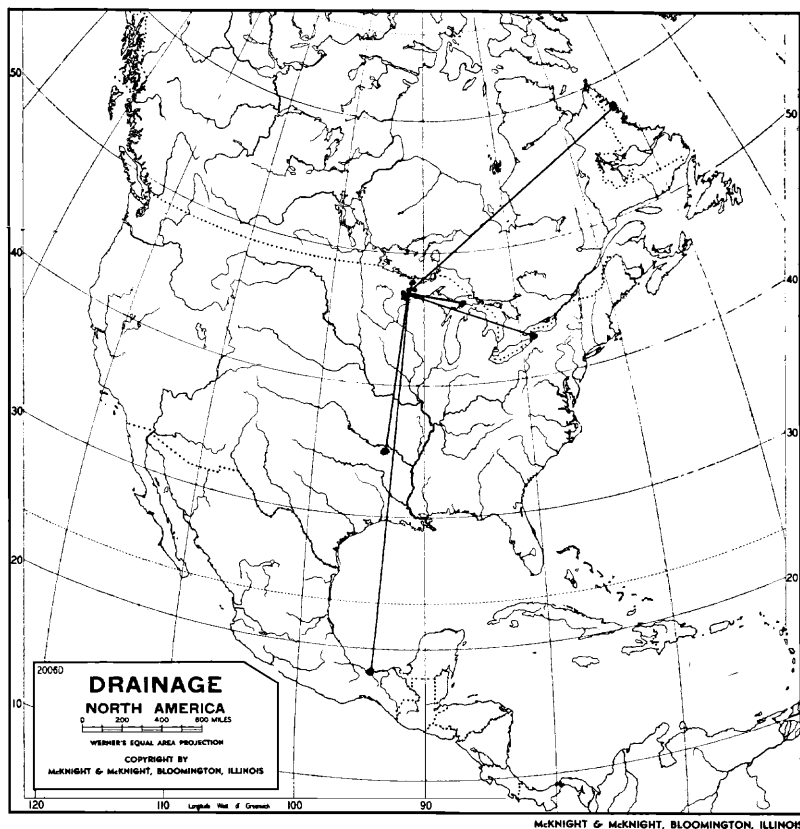 50
50
40
40
30
30
20
20
10
2006D
DRAINAGE
NORTH AMERICA
0 200 400 600 MILES
WERNER'S EQUAL AREA PROJECTION
COPYRIGHT BY
McKNIGHT & McKNIGHT, BLOOMINGTON, ILLINOIS
120 110 Longitude West of Greenwich 100 90
McKNIGHT & McKNIGHT, BLOOMINGTON, ILLINOIS